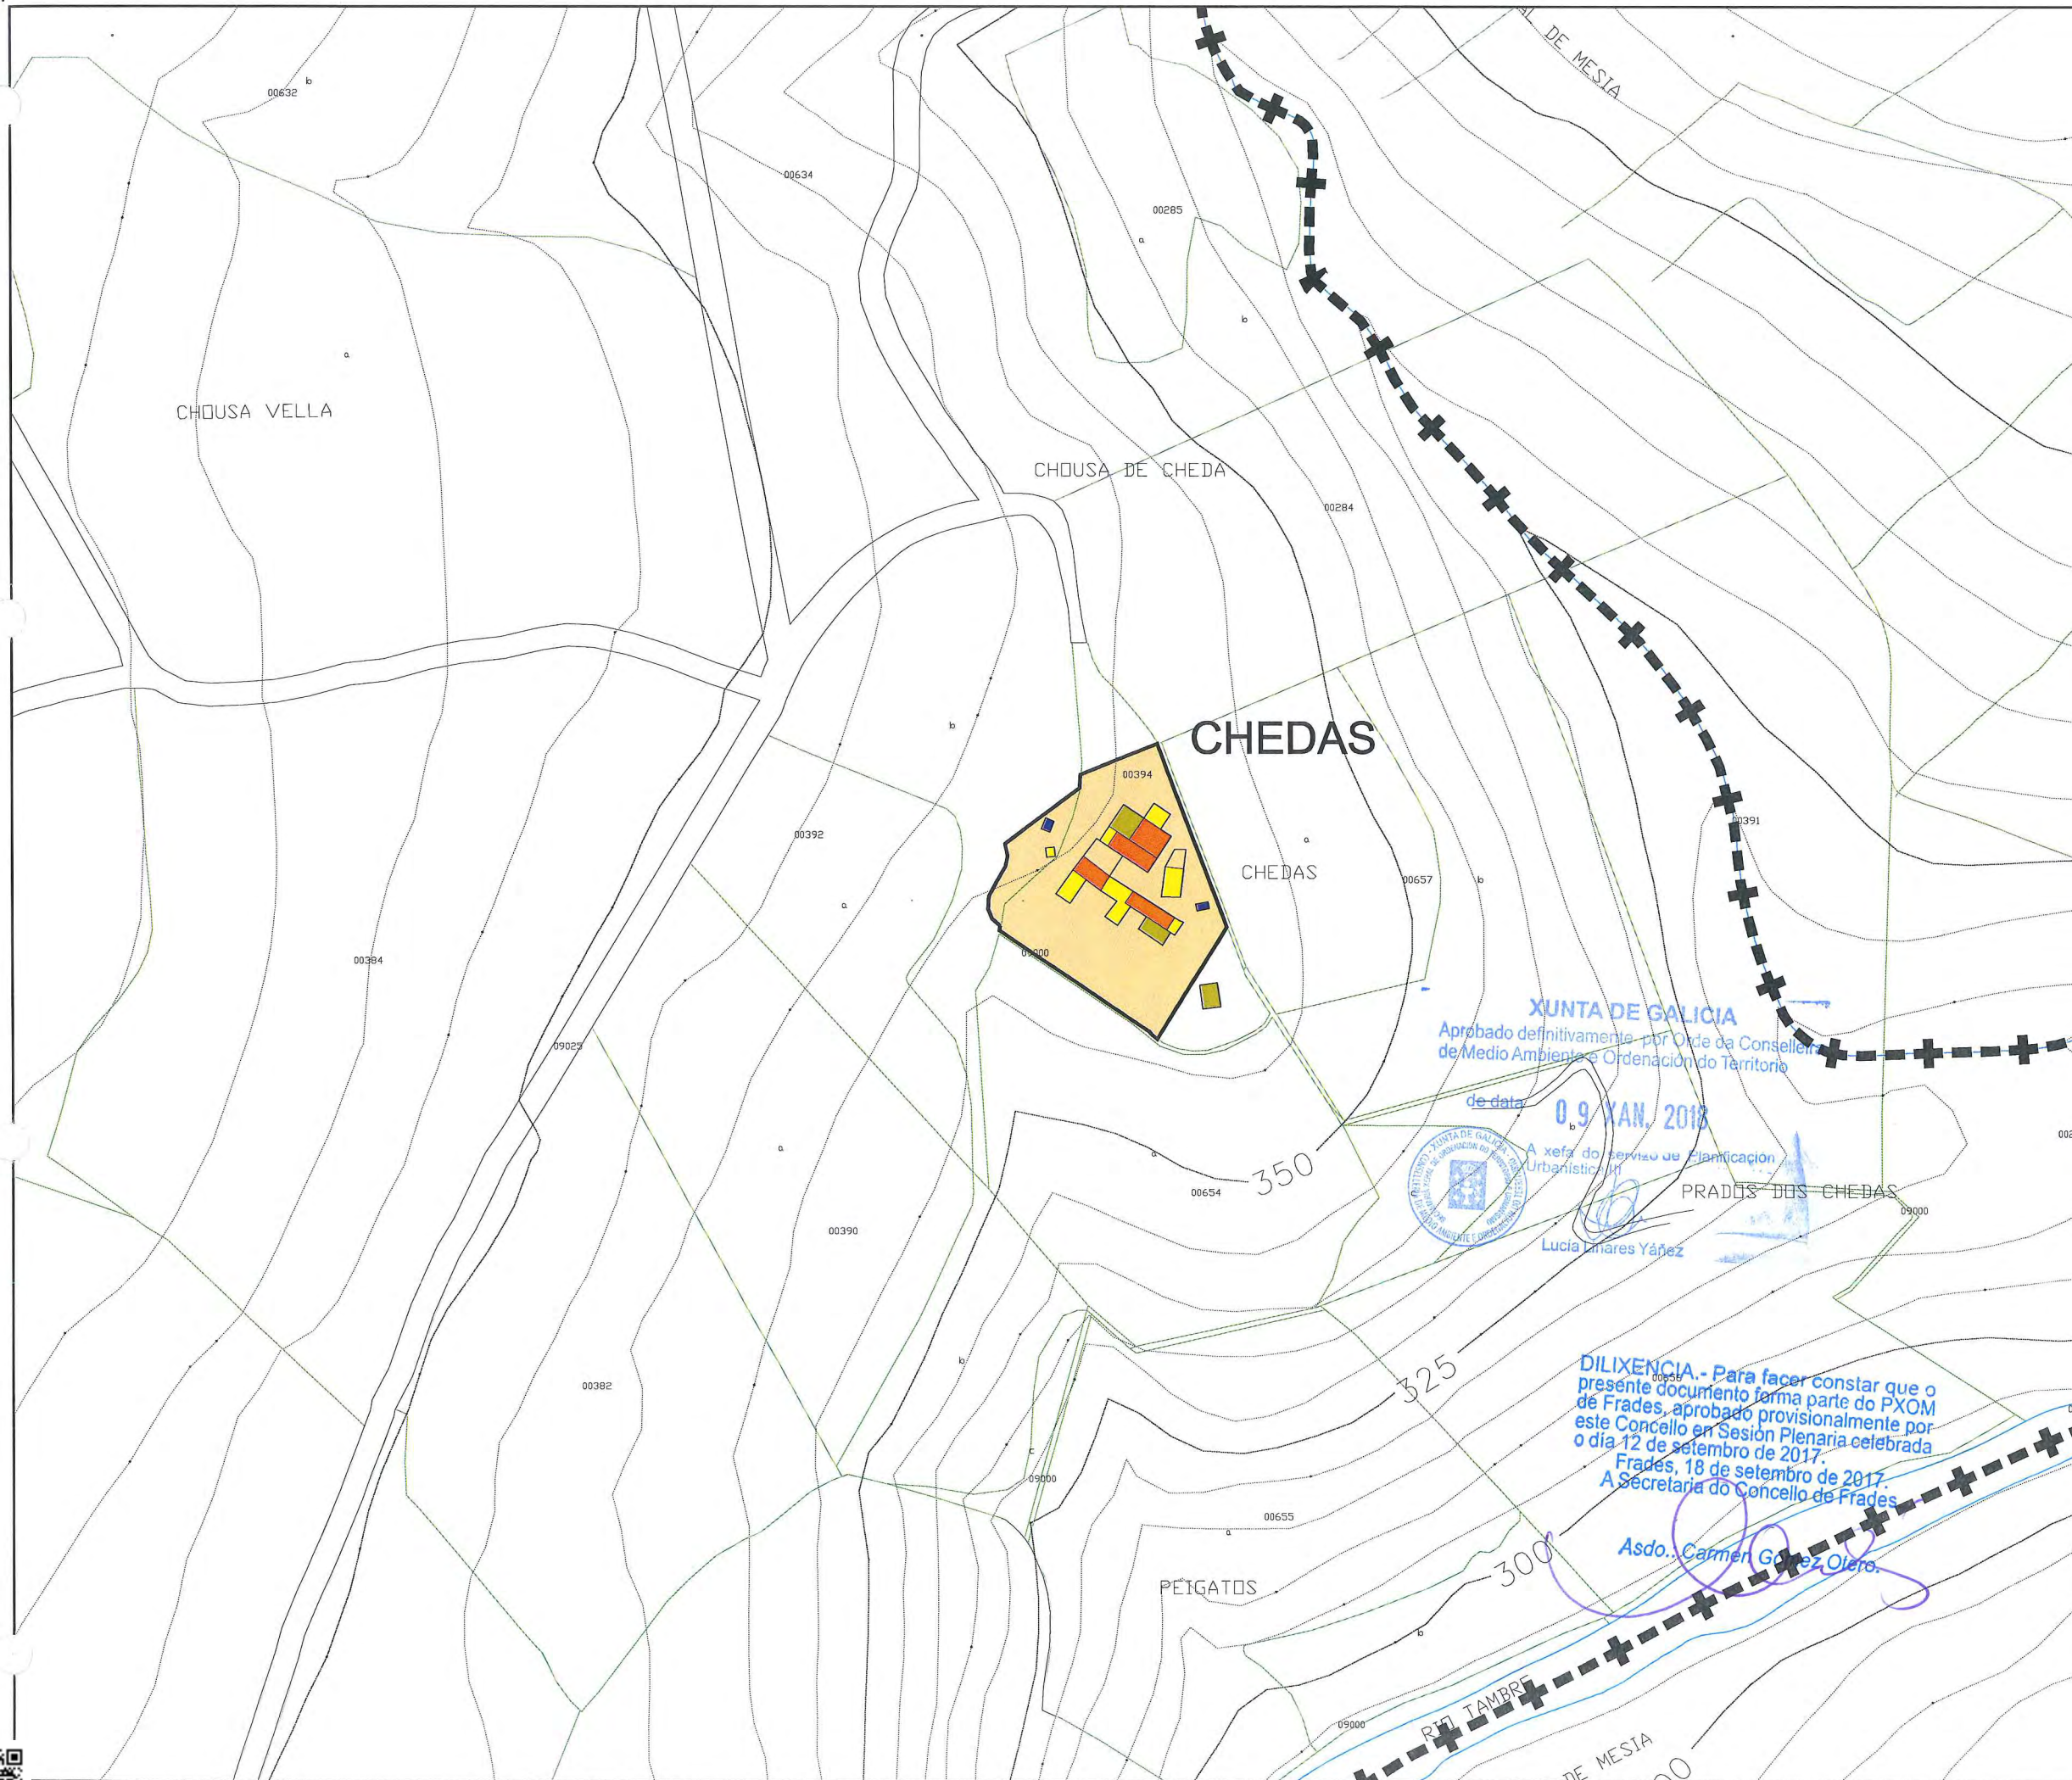 DE MESIA
00632
b
00634
00285
a
b
a
CHOUSA VELLA
CHOUSA DE CHEDA
00284
b
CHEDAS
00394
00391
00392
a
CHEDAS
00657
b
a
00384
09000
09025
XUNTA DE GALICIA
Aprobado definitivamente por Orde da Conselleira
de Medio Ambiente e Ordenación do Territorio
de data
09 XAN. 2018
b
A xefa do servizo de Planificación
Urbanística III
Lucía Linares Yáñez
a
a
350
00654
PRADOS DOS CHEDAS
09000
00390
b
325
00382
DILIXENCIA.- Para facer constar que o
presente documento forma parte do PXOM
de Frades, aprobado provisionalmente por
este Concello en Sesión Plenaria celebrada
o día 12 de setembro de 2017.
Frades, 18 de setembro de 2017.
A Secretaria do Concello de Frades
Asdo.: Carmen Gómez Otero.
c
09000
00655
a
300
PEIGATOS
b
RIO TAMBRE
09000
DE MESIA